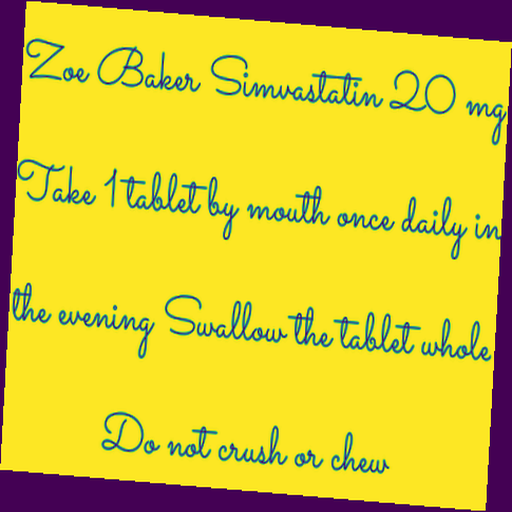 Zoe Baker Simvastatin 20 mg
Take 1 tablet by mouth once daily in
the evening Swallow the tablet whole
Do not crush or chew